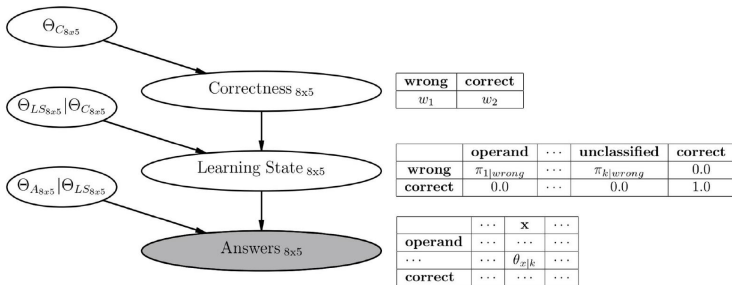 Θ_{C_{8x5}}
Correctness _{8x5}
wrong correct
w_1 w_2
Θ_{LS_{8x5}}|Θ_{C_{8x5}}
Learning State _{8x5}
operand ··· unclassified correct
wrong π_{1|wrong} ··· π_{k|wrong} 0.0
correct 0.0 ··· 0.0 1.0
Θ_{A_{8x5}}|Θ_{LS_{8x5}}
Answers _{8x5}
··· x ···
operand ··· ··· ···
··· ··· θ_{x|k} ···
correct ··· ··· ···